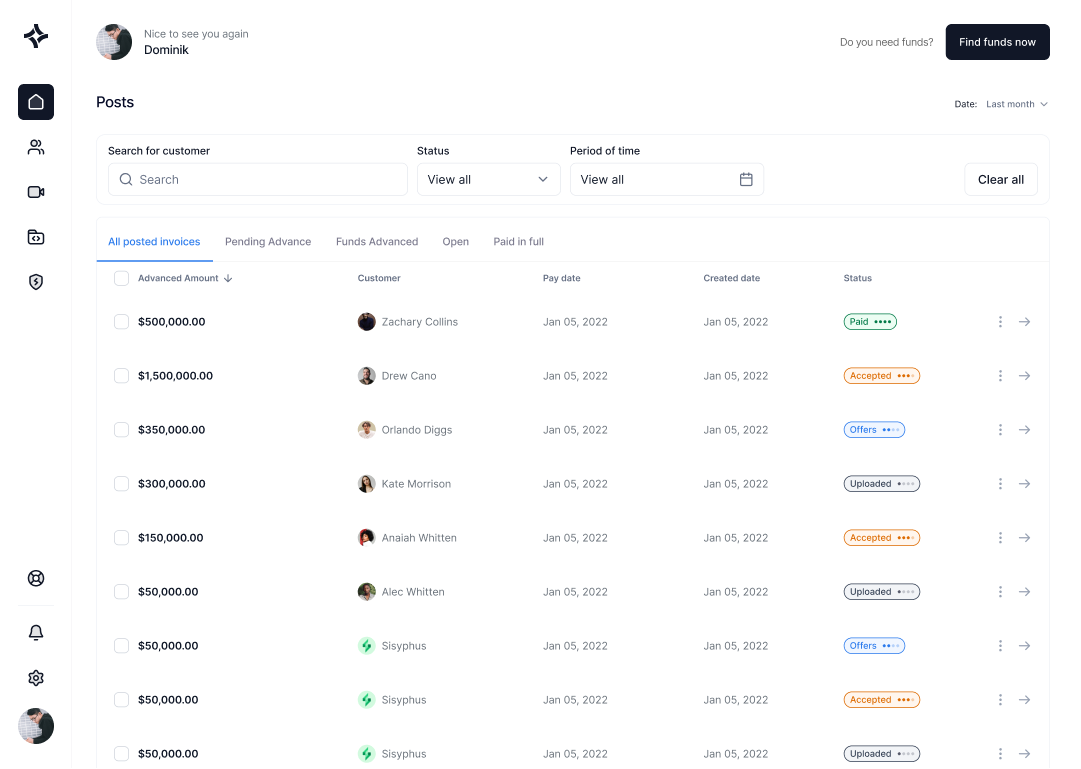 Nice to see you again
Dominik
Do you need funds?
Find funds now
Posts
Date: Last month
Search for customer
Status
Period of time
Search
View all
View all
Clear all
All posted invoices Pending Advance Funds Advanced Open Paid in full
Advanced Amount Customer Pay date Created date Status
$500,000.00 Zachary Collins Jan 05, 2022 Jan 05, 2022 Paid
$1,500,000.00 Drew Cano Jan 05, 2022 Jan 05, 2022 Accepted
$350,000.00 Orlando Diggs Jan 05, 2022 Jan 05, 2022 Offers
$300,000.00 Kate Morrison Jan 05, 2022 Jan 05, 2022 Uploaded
$150,000.00 Anaiah Whitten Jan 05, 2022 Jan 05, 2022 Accepted
$50,000.00 Alec Whitten Jan 05, 2022 Jan 05, 2022 Uploaded
$50,000.00 Sisyphus Jan 05, 2022 Jan 05, 2022 Offers
$50,000.00 Sisyphus Jan 05, 2022 Jan 05, 2022 Accepted
$50,000.00 Sisyphus Jan 05, 2022 Jan 05, 2022 Uploaded